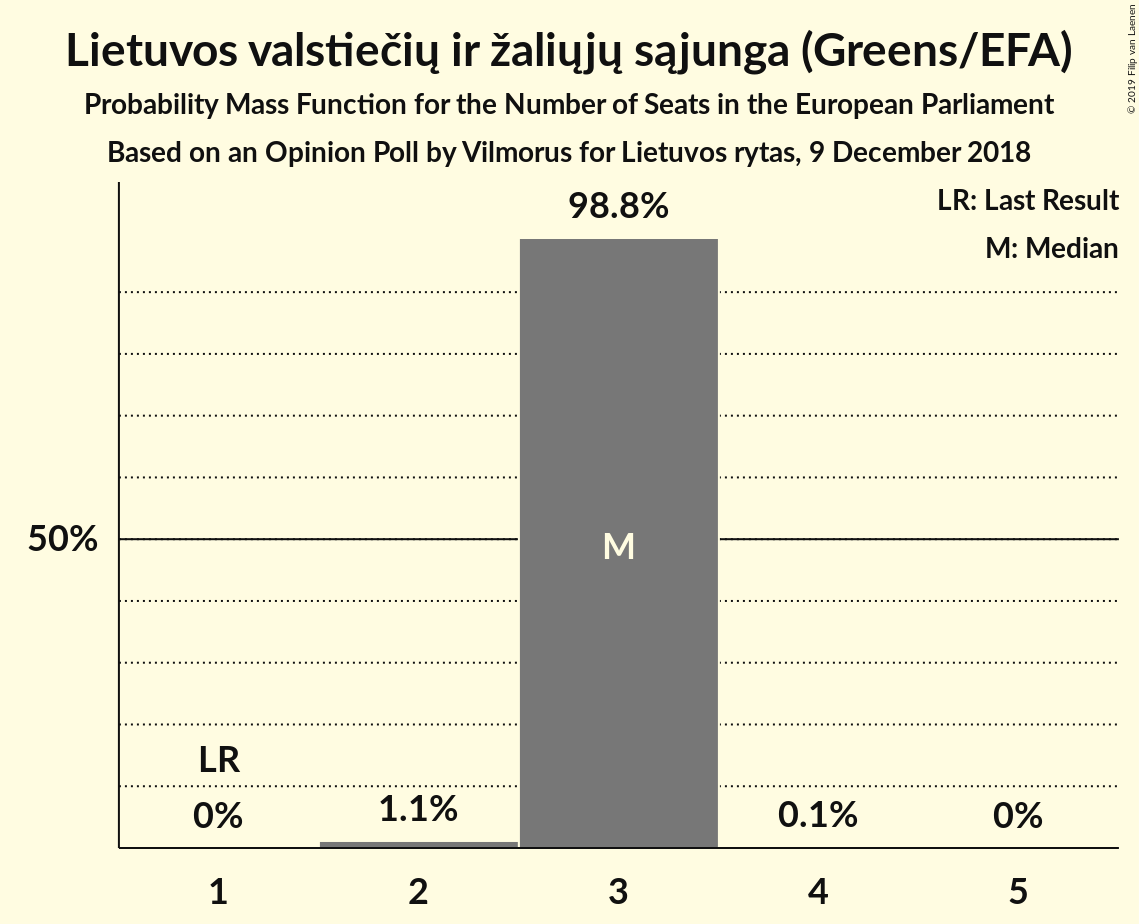 Lietuvos valstiečių ir žaliųjų sąjunga (Greens/EFA)
Probability Mass Function for the Number of Seats in the European Parliament
Based on an Opinion Poll by Vilmorus for Lietuvos rytas, 9 December 2018
© 2019 Filip van Laenen
LR: Last Result
M: Median
98.8%
50%
M
LR
0%
1.1%
0.1%
0%
1
2
3
4
5